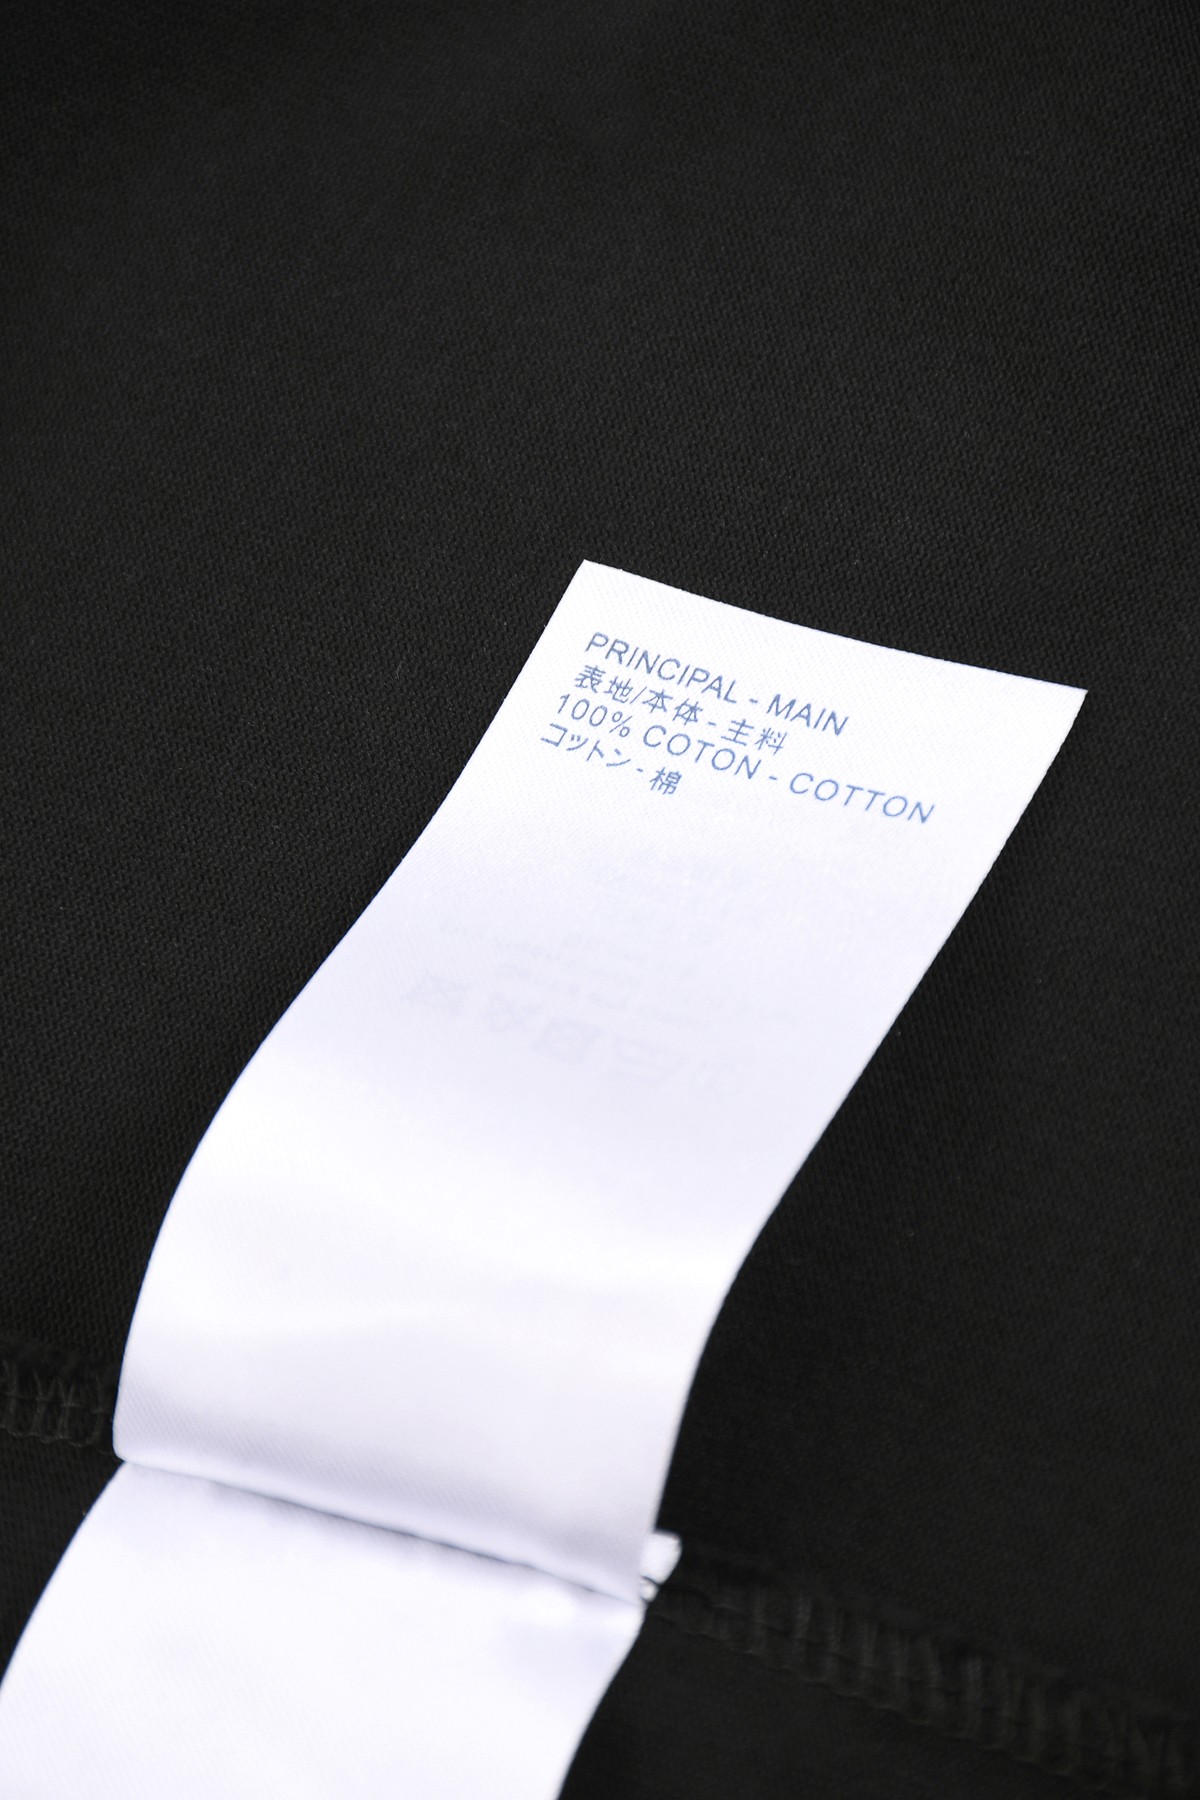 PRINCIPAL - MAIN
表地/本体 - 主料
100% COTON - COTTON
コットン - 棉